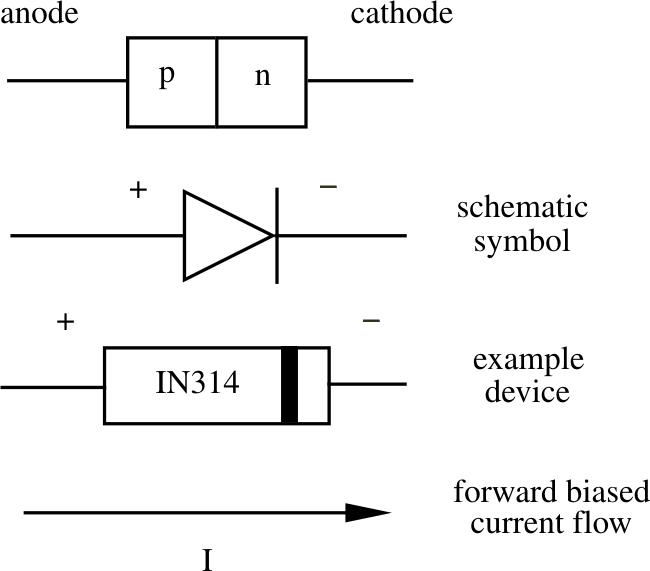 anode
cathode
p
n
+
−
schematic
symbol
+
−
IN314
example
device
forward biased
current flow
I